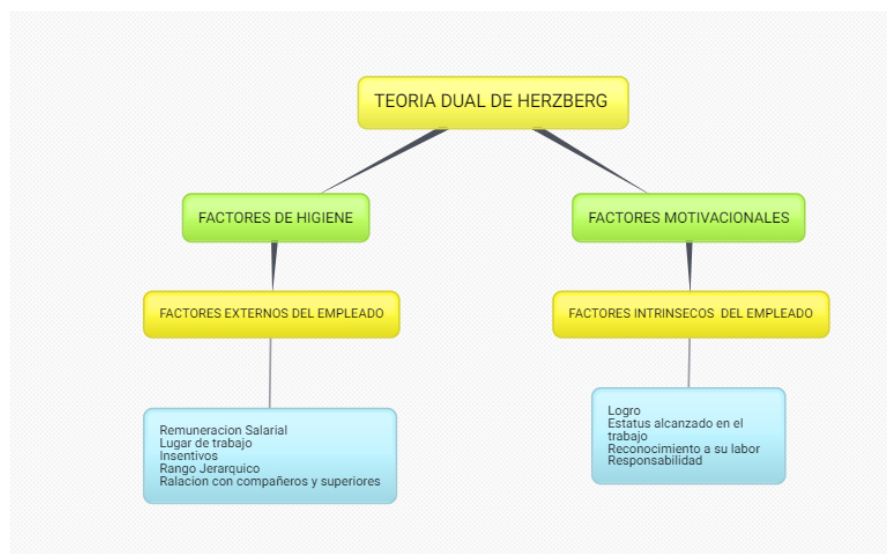 TEORIA DUAL DE HERZBERG
FACTORES DE HIGIENE
FACTORES MOTIVACIONALES
FACTORES EXTERNOS DEL EMPLEADO
FACTORES INTRINSECOS DEL EMPLEADO
Remuneracion Salarial
Lugar de trabajo
Insentivos
Rango Jerarquico
Ralacion con compañeros y superiores
Logro
Estatus alcanzado en el
trabajo
Reconocimiento a su labor
Responsabilidad